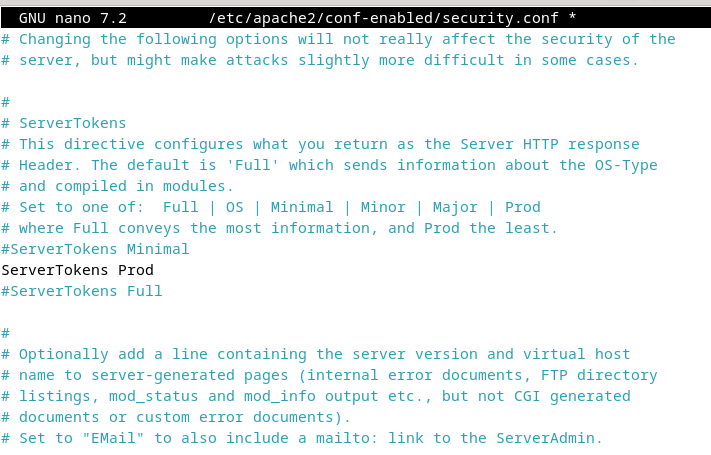 GNU nano 7.2 /etc/apache2/conf-enabled/security.conf *
# Changing the following options will not really affect the security of the
# server, but might make attacks slightly more difficult in some cases.
#
# ServerTokens
# This directive configures what you return as the Server HTTP response
# Header. The default is 'Full' which sends information about the OS-Type
# and compiled in modules.
# Set to one of:  Full | OS | Minimal | Minor | Major | Prod
# where Full conveys the most information, and Prod the least.
#ServerTokens Minimal
ServerTokens Prod
#ServerTokens Full
#
# Optionally add a line containing the server version and virtual host
# name to server-generated pages (internal error documents, FTP directory
# listings, mod_status and mod_info output etc., but not CGI generated
# documents or custom error documents).
# Set to "EMail" to also include a mailto: link to the ServerAdmin.